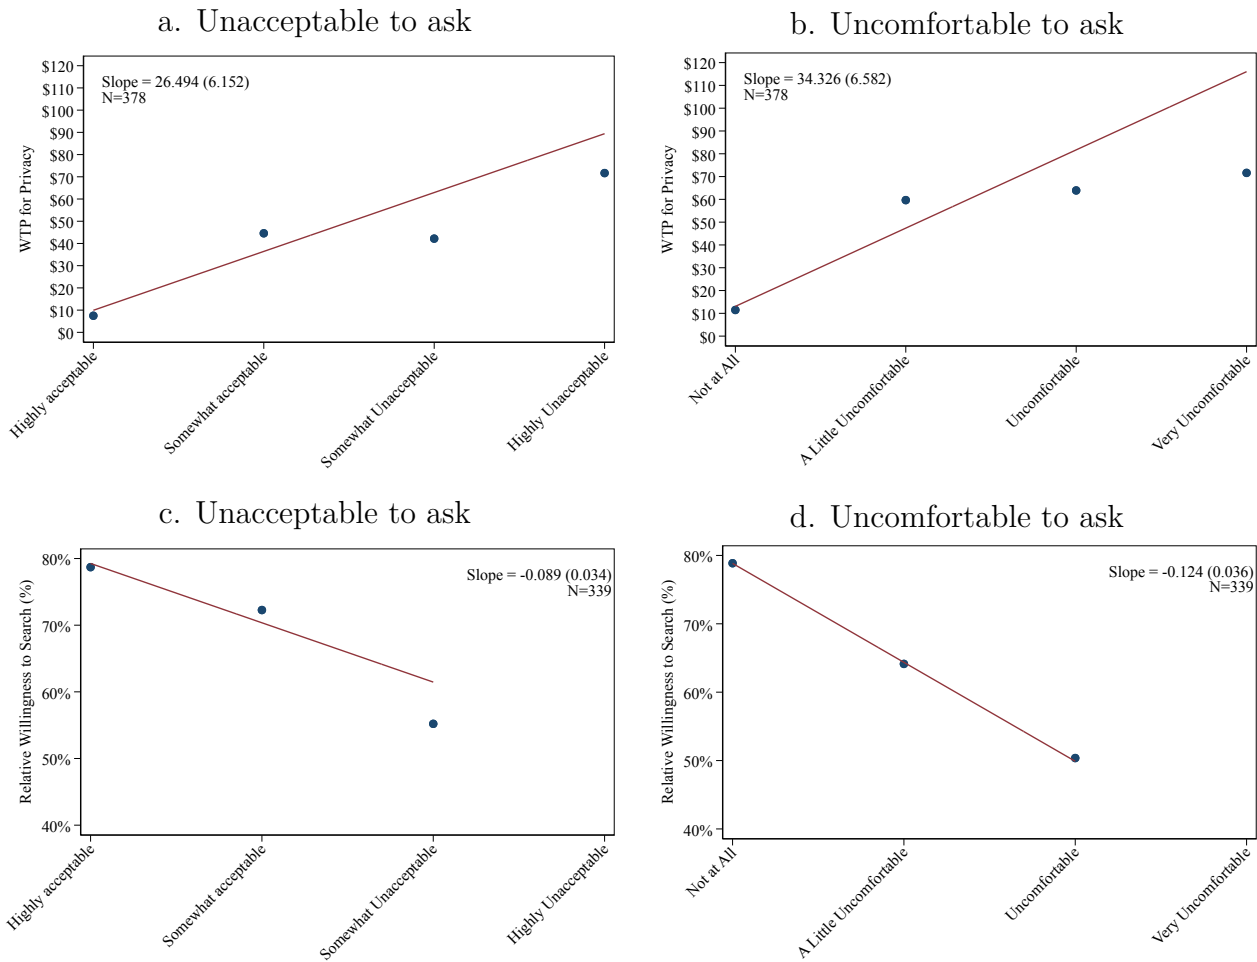 a. Unacceptable to ask
Slope = 26.494 (6.152)
N=378
WTP for Privacy
$120
$110
$100
$90
$80
$70
$60
$50
$40
$30
$20
$10
$0
Highly acceptable
Somewhat acceptable
Somewhat Unacceptable
Highly Unacceptable
b. Uncomfortable to ask
Slope = 34.326 (6.582)
N=378
WTP for Privacy
$120
$110
$100
$90
$80
$70
$60
$50
$40
$30
$20
$10
$0
Not at All
A Little Uncomfortable
Uncomfortable
Very Uncomfortable
c. Unacceptable to ask
Slope = -0.089 (0.034)
N=339
Relative Willingness to Search (%)
80%
70%
60%
50%
40%
Highly acceptable
Somewhat acceptable
Somewhat Unacceptable
Highly Unacceptable
d. Uncomfortable to ask
Slope = -0.124 (0.036)
N=339
Relative Willingness to Search (%)
80%
70%
60%
50%
40%
Not at All
A Little Uncomfortable
Uncomfortable
Very Uncomfortable